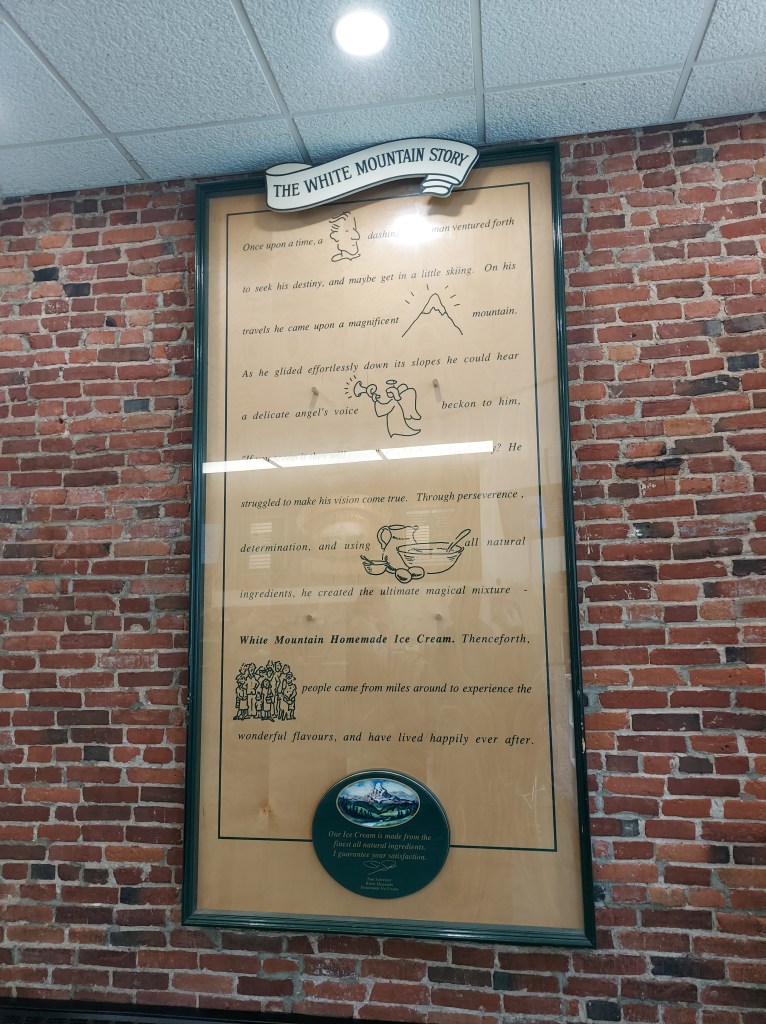 THE WHITE MOUNTAIN STORY
Once upon a time, a dashing man ventured forth
to seek his destiny, and maybe get in a little skiing. On his
travels he came upon a magnificent mountain.
As he glided effortlessly down its slopes he could hear
a delicate angel's voice beckon to him,
He
struggled to make his vision come true. Through perseverence ,
determination, and using all natural
ingredients, he created the ultimate magical mixture -
White Mountain Homemade Ice Cream. Thenceforth,
people came from miles around to experience the
wonderful flavours, and have lived happily ever after.
Our Ice Cream is made from the
finest all natural ingredients.
I guarantee your satisfaction.
White Mountain
Homemade Ice Cream